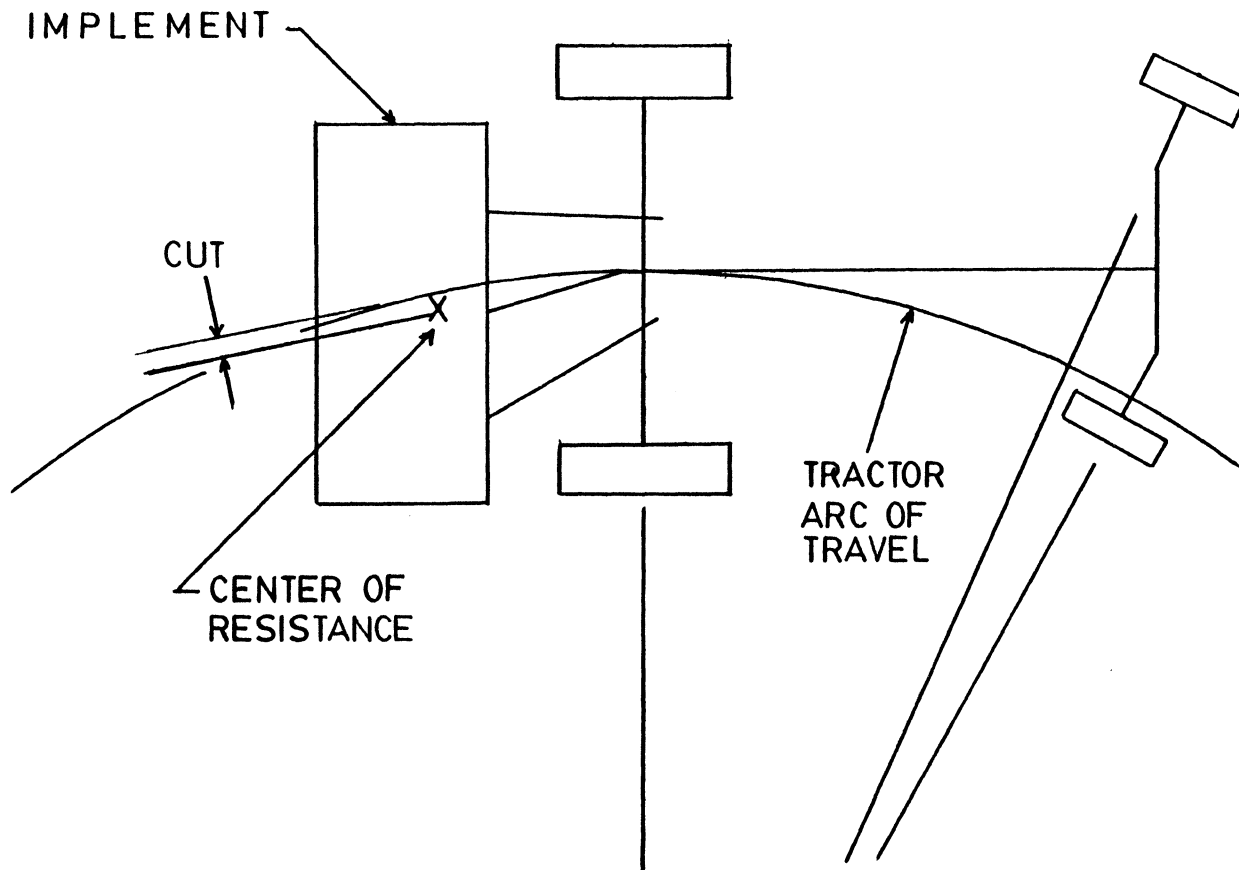 IMPLEMENT
CUT
X
TRACTOR
ARC OF
TRAVEL
CENTER OF
RESISTANCE